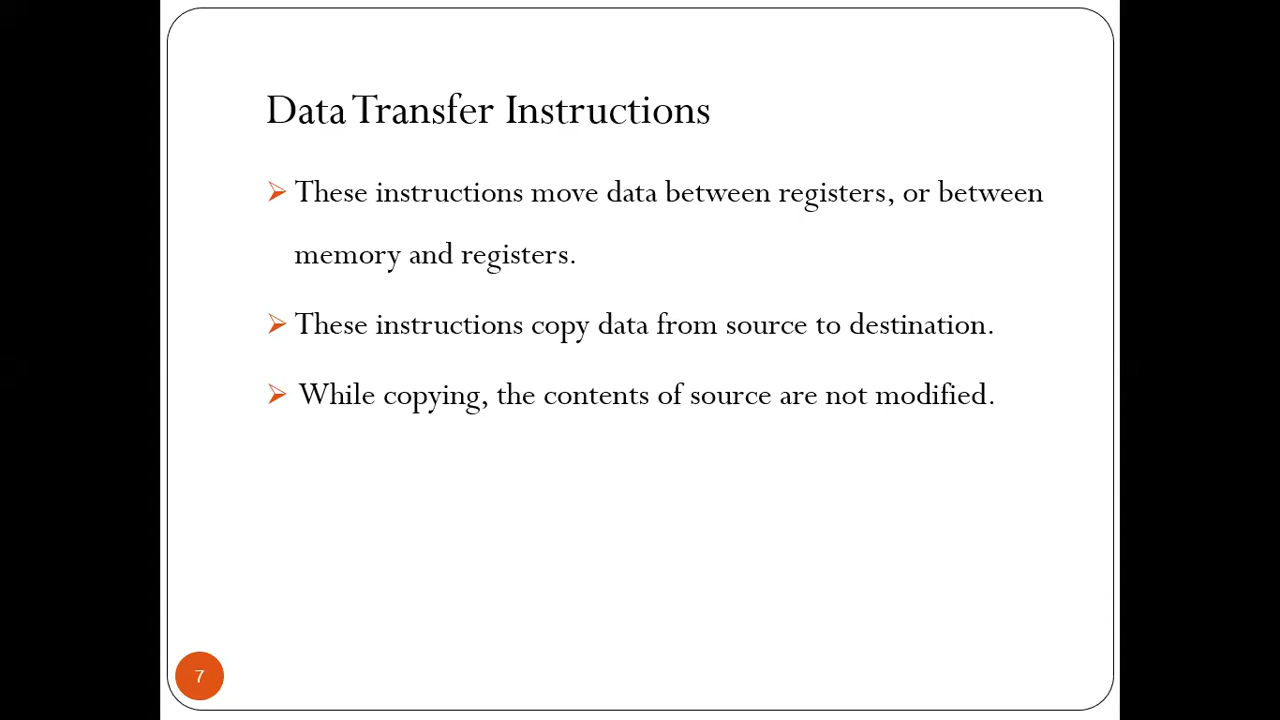 Data Transfer Instructions
These instructions move data between registers, or between
memory and registers.
These instructions copy data from source to destination.
While copying, the contents of source are not modified.
7